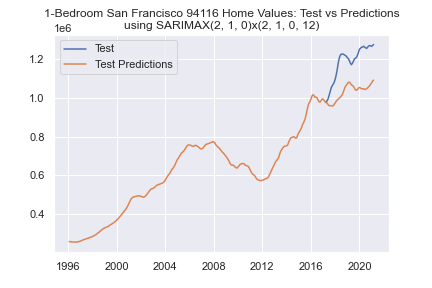 1-Bedroom San Francisco 94116 Home Values: Test vs Predictions
using SARIMAX(2, 1, 0)x(2, 1, 0, 12)
1e6
Test
Test Predictions
1.2
1.0
0.8
0.6
0.4
1996 2000 2004 2008 2012 2016 2020